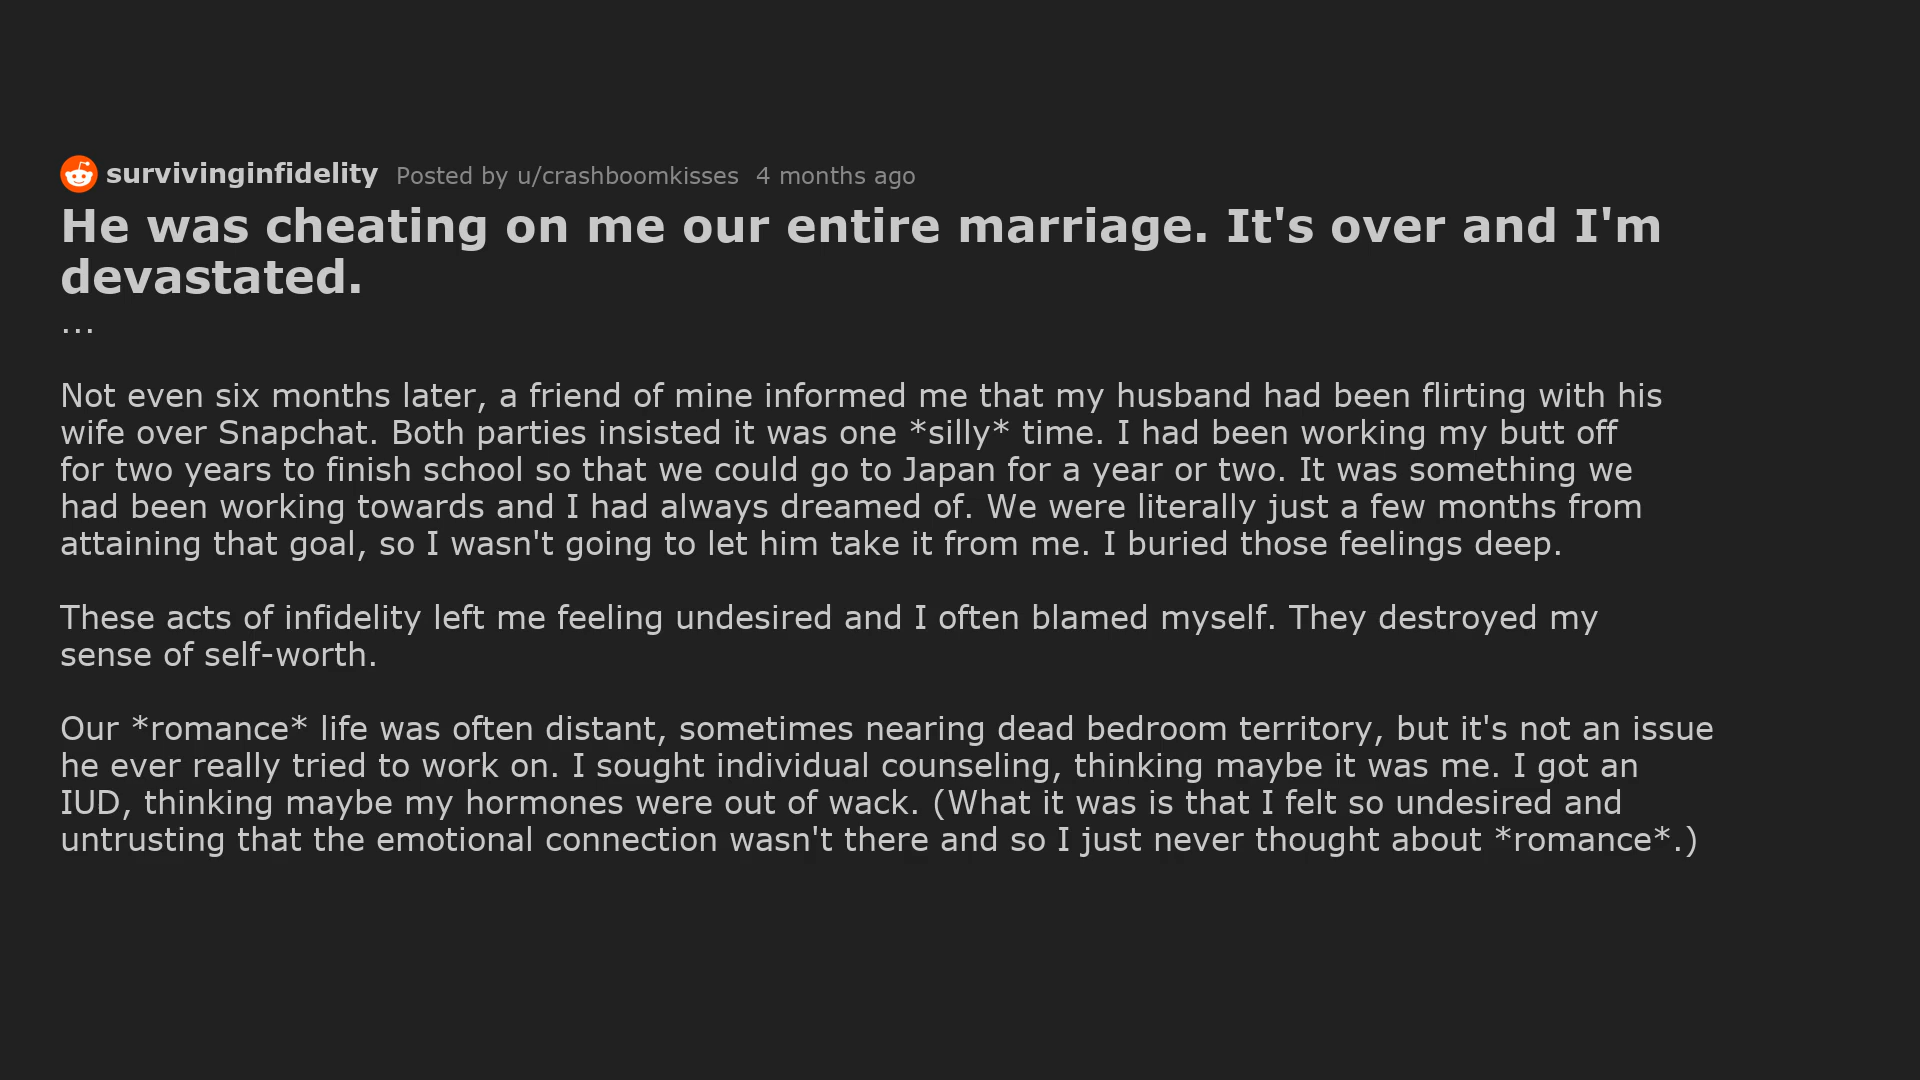 survivinginfidelity Posted by u/crashboomkisses 4 months ago
He was cheating on me our entire marriage. It's over and I'm
devastated.
...
Not even six months later, a friend of mine informed me that my husband had been flirting with his
wife over Snapchat. Both parties insisted it was one *silly* time. I had been working my butt off
for two years to finish school so that we could go to Japan for a year or two. It was something we
had been working towards and I had always dreamed of. We were literally just a few months from
attaining that goal, so I wasn't going to let him take it from me. I buried those feelings deep.
These acts of infidelity left me feeling undesired and I often blamed myself. They destroyed my
sense of self-worth.
Our *romance* life was often distant, sometimes nearing dead bedroom territory, but it's not an issue
he ever really tried to work on. I sought individual counseling, thinking maybe it was me. I got an
IUD, thinking maybe my hormones were out of wack. (What it was is that I felt so undesired and
untrusting that the emotional connection wasn't there and so I just never thought about *romance*.)